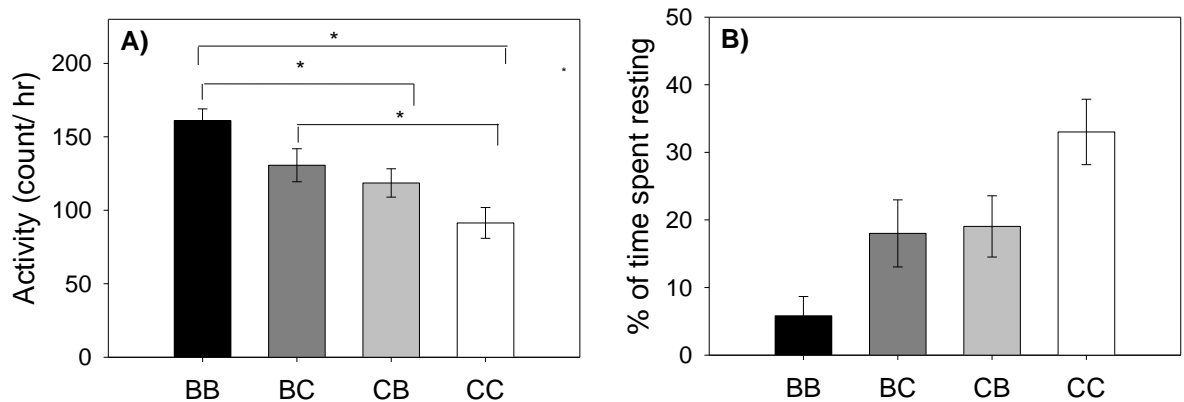 A)
Activity (count/ hr)
200
150
100
50
0
*
*
*
*
BB BC CB CC
B)
% of time spent resting
50
40
30
20
10
0
BB BC CB CC